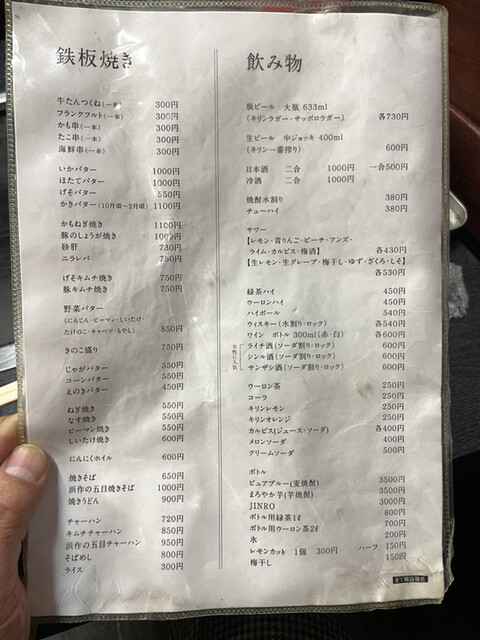 鉄板焼き
牛たんつくね(一本) 300円
フランクフルト(一本) 300円
かも串(一本) 300円
たこ串(一本) 300円
海鮮串(一本) 300円
いかバター 1000円
ほたてバター 1000円
げそバター 550円
かきバター(10月頃〜2月頃) 1100円
かもねぎ焼き 1100円
豚のしょうが焼き 1000円
砂肝 730円
ニラレバ 750円
げそキムチ焼き 750円
豚キムチ焼き 750円
野菜バター
(にんじん・ピーマン・しいたけ・
たけのこ・キャベツ・もやし) 850円
きのこ盛り 750円
じゃがバター 550円
コーンバター 550円
えのきバター 450円
ねぎ焼き 550円
なす焼き 550円
ピーマン焼き 550円
しいたけ焼き 600円
にんにくホイル 600円
焼きそば 650円
浜作の五目焼きそば 1000円
焼きうどん 900円
チャーハン 720円
キムチチャーハン 850円
浜作の五目チャーハン 950円
そばめし 800円
ライス 300円
飲み物
瓶ビール 大瓶 633ml
(キリンラガー・サッポロラガー) 各730円
生ビール 中ジョッキ 400ml
(キリン一番搾り) 600円
日本酒 二合 1000円 一合500円
冷酒 二合 1000円
焼酎水割り 380円
チューハイ 380円
サワー
【レモン・青りんご・ピーチ・アンズ・
ライム・カルピス・梅酒】 各430円
【生レモン・生グレープ・梅干し・ゆず・ざくろ・しそ】
各530円
緑茶ハイ 450円
ウーロンハイ 450円
ハイボール 540円
ウィスキー(水割り・ロック) 各540円
ワイン ボトル 300ml(赤・白) 各600円
女性に人気
ライチ酒(ソーダ割り・ロック) 600円
シンル酒(ソーダ割り・ロック) 600円
サンザシ酒(ソーダ割り・ロック) 600円
ウーロン茶 250円
コーラ 250円
キリンレモン 250円
キリンオレンジ 250円
カルピス(ジュース・ソーダ) 各400円
メロンソーダ 400円
クリームソーダ 500円
ボトル
ピュアブルー(麦焼酎) 3500円
まろやか芋(芋焼酎) 3500円
JINRO 3000円
ボトル用緑茶1ℓ 800円
ボトル用ウーロン茶2ℓ 700円
氷 200円
レモンカット 1個 300円 ハーフ 150円
梅干し 150円
全て税込価格